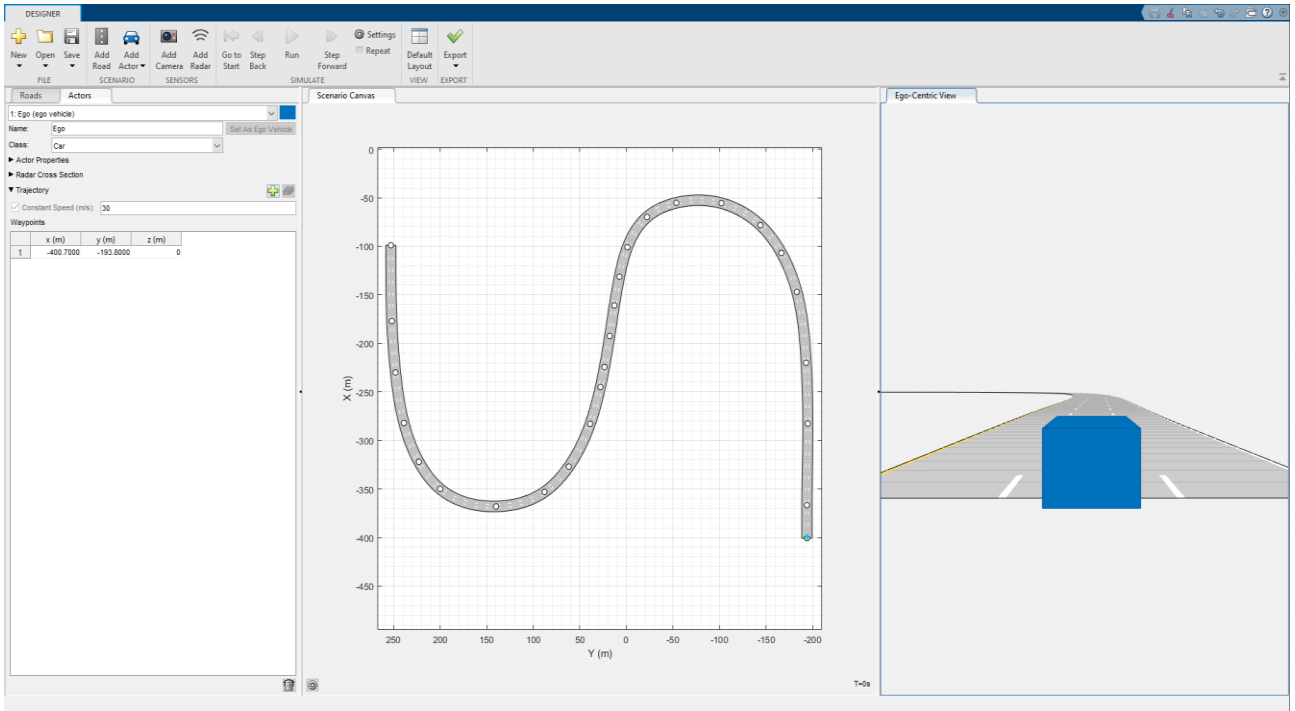 DESIGNER
New Open Save Add Road Add Actor Add Camera Add Radar Go to Start Step Back Run Step Forward Settings Repeat Default Layout Export
FILE SCENARIO SENSORS SIMULATE VIEW EXPORT
Roads Actors
Scenario Canvas
Ego-Centric View
1: Ego (ego vehicle)
Name: Ego Set As Ego Vehicle
Class: Car
Actor Properties
Radar Cross Section
Trajectory
Constant Speed (m/s): 30
Waypoints
x (m) y (m) z (m)
1 -400.7000 -193.8000 0
0
-50
-100
-150
-200
-250
-300
-350
-400
-450
X (m)
250 200 150 100 50 0 -50 -100 -150 -200
Y (m)
T=0s